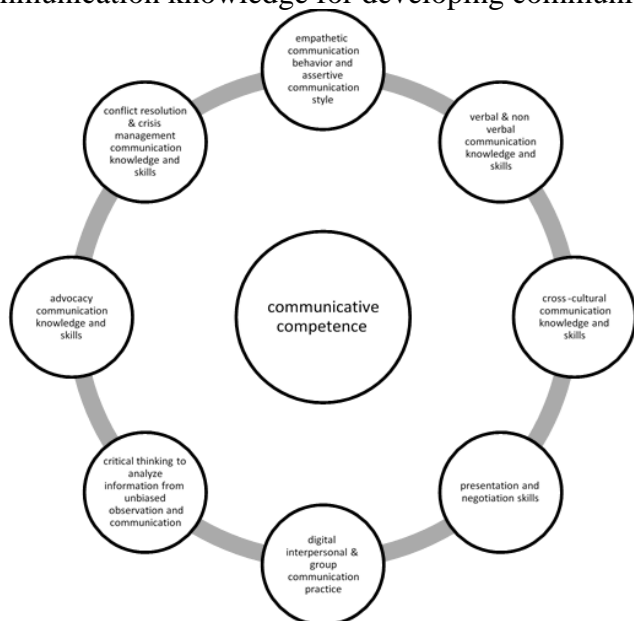 mmunication knowledge for developing communi
empathetic
communication
behavior and
assertive
communication
style
conflict resolution
& crisis
management
communication
knowledge and
skills
verbal & non
verbal
communication
knowledge and
skills
communicative
competence
advocacy
communication
knowledge and
skills
cross-cultural
communication
knowledge and
skills
critical thinking to
analyze
information from
unbiased
observation and
communication
presentation and
negotiation skills
digital
interpersonal &
group
communication
practice